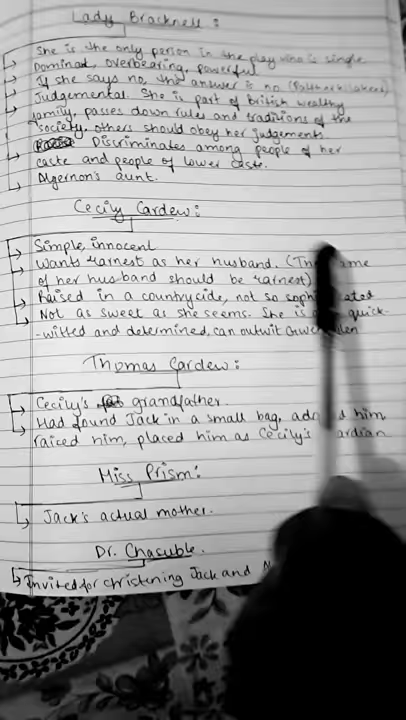 Lady Bracknell:
She is the only person in the play who is single
Dominat, overbearing, powerful
If she says no, the answer is no
Judgemental. She is part of British wealthy
family, passes down rules and traditions of the
society, others should obey her judgements.
Discriminates among people of her
caste and people of lower caste.
Algernon's aunt.
Cecily Cardew:
Simple, innocent
Wants Earnest as her husband. (The name
of her husband should be Earnest)
Raised in a countrycide, not so
Not as sweet as she seems. She is quick-
-witted and determined, can outwit
Thomas Cardew:
Cecily's grandfather.
Had found Jack in a small bag, him,
raiced him, placed him as Cecily's
Miss Prism:
Jack's actual mother.
Dr. Chasuble.
Invited for christening Jack and